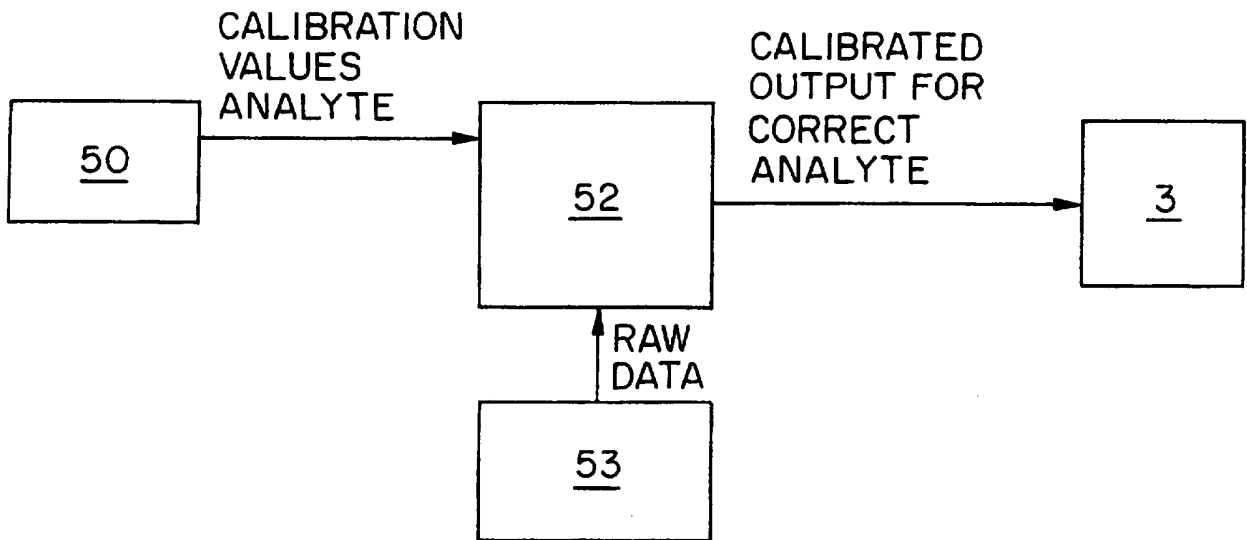 CALIBRATION
VALUES
ANALYTE
50
52
CALIBRATED
OUTPUT FOR
CORRECT
ANALYTE
3
RAW
DATA
53